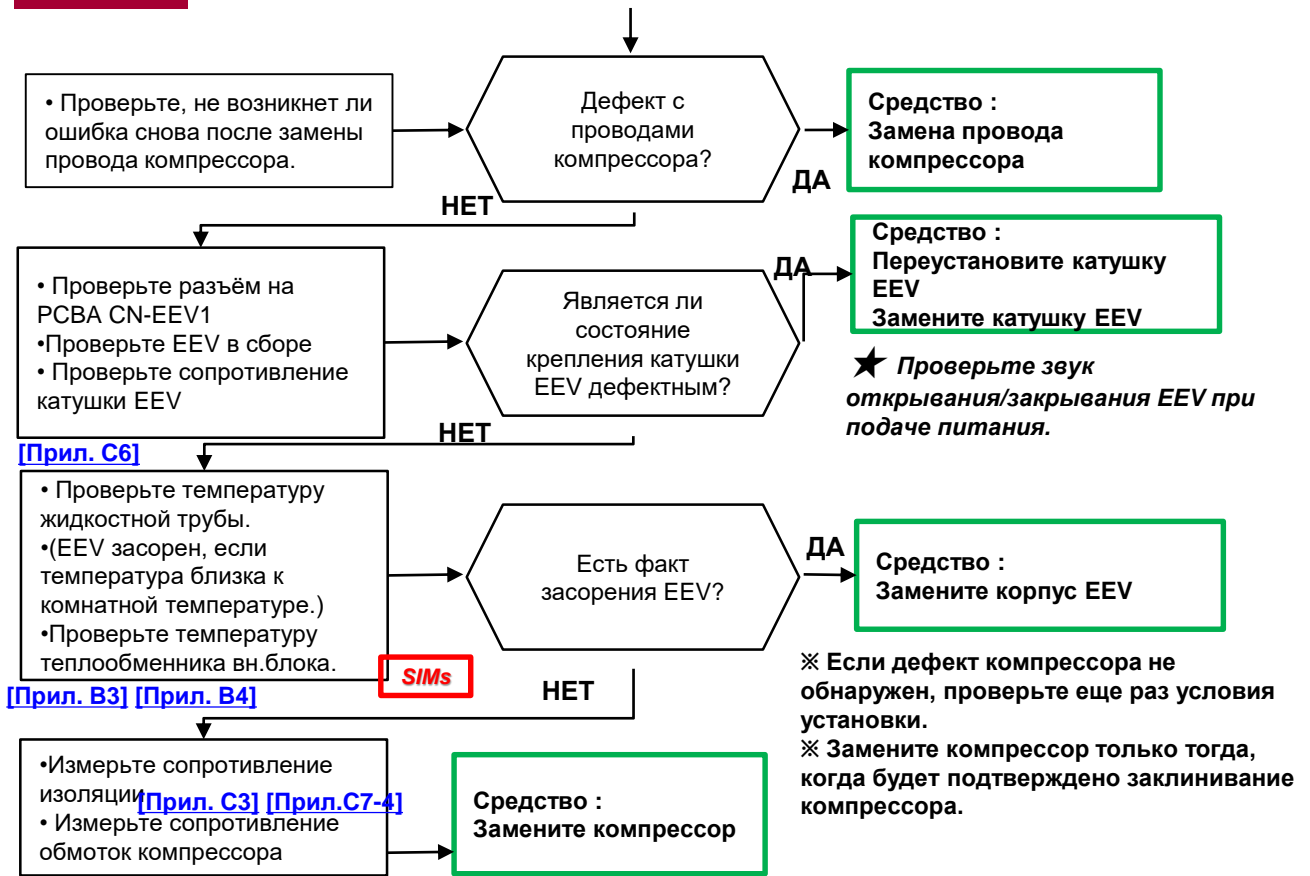 • Проверьте, не возникнет ли
ошибка снова после замены
провода компрессора.
Дефект с
проводами
компрессора?
ДА
Средство :
Замена провода
компрессора
НЕТ
• Проверьте разъём на
PCBA CN-EEV1
•Проверьте EEV в сборе
• Проверьте сопротивление
катушки EEV
[Прил. C6]
Является ли
состояние
крепления катушки
EEV дефектным?
ДА
Средство :
Переустановите катушку
EEV
Замените катушку EEV
★ Проверьте звук
открывания/закрывания EEV при
подаче питания.
НЕТ
• Проверьте температуру
жидкостной трубы.
•(EEV засорен, если
температура близка к
комнатной температуре.)
•Проверьте температуру
теплообменника вн.блока.
SIMs
[Прил. B3] [Прил. B4]
Есть факт
засорения EEV?
ДА
Средство :
Замените корпус EEV
НЕТ
※ Если дефект компрессора не
обнаружен, проверьте еще раз условия
установки.
※ Замените компрессор только тогда,
когда будет подтверждено заклинивание
компрессора.
•Измерьте сопротивление
изоляции
[Прил. C3] [Прил.C7-4]
• Измерьте сопротивление
обмоток компрессора
Средство :
Замените компрессор